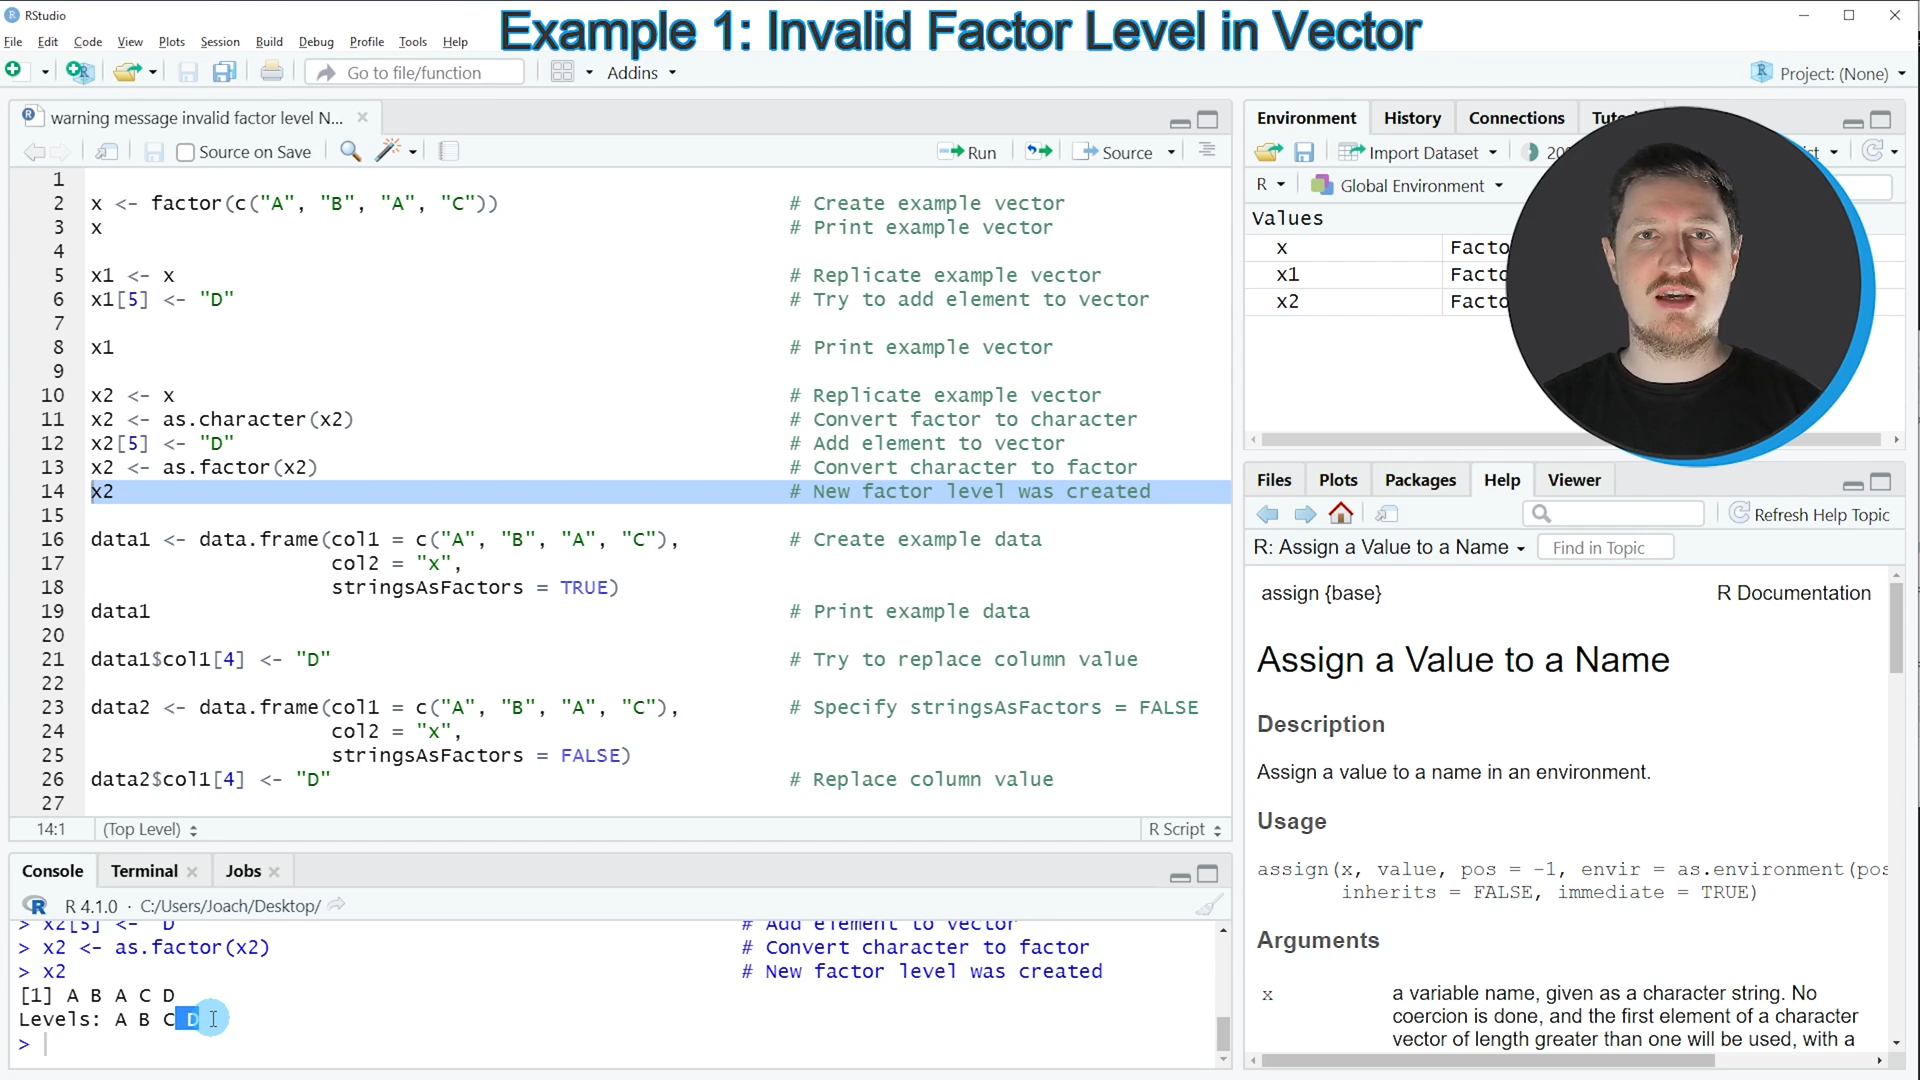 RStudio
Example 1: Invalid Factor Level in Vector
File Edit Code View Plots Session Build Debug Profile Tools Help
Go to file/function
Addins
Project: (None)
warning message invalid factor level N...
Source on Save
Run
Source
1
2 x <- factor(c("A", "B", "A", "C")) # Create example vector
3 x # Print example vector
4
5 x1 <- x # Replicate example vector
6 x1[5] <- "D" # Try to add element to vector
7
8 x1 # Print example vector
9
10 x2 <- x # Replicate example vector
11 x2 <- as.character(x2) # Convert factor to character
12 x2[5] <- "D" # Add element to vector
13 x2 <- as.factor(x2) # Convert character to factor
14 x2 # New factor level was created
15
16 data1 <- data.frame(col1 = c("A", "B", "A", "C"), # Create example data
17 col2 = "x",
18 stringsAsFactors = TRUE)
19 data1 # Print example data
20
21 data1$col1[4] <- "D" # Try to replace column value
22
23 data2 <- data.frame(col1 = c("A", "B", "A", "C"), # Specify stringsAsFactors = FALSE
24 col2 = "x",
25 stringsAsFactors = FALSE)
26 data2$col1[4] <- "D" # Replace column value
27
14:1 (Top Level) R Script
Console Terminal Jobs
R 4.1.0 · C:/Users/Joach/Desktop/
> x2[5] <- "D" # Add element to vector
> x2 <- as.factor(x2) # Convert character to factor
> x2 # New factor level was created
[1] A B A C D
Levels: A B C D
>
Environment History Connections
Import Dataset
R Global Environment
Values
x Facto
x1 Facto
x2 Facto
Files Plots Packages Help Viewer
Refresh Help Topic
R: Assign a Value to a Name Find in Topic
assign {base} R Documentation
Assign a Value to a Name
Description
Assign a value to a name in an environment.
Usage
assign(x, value, pos = -1, envir = as.environment(pos
inherits = FALSE, immediate = TRUE)
Arguments
x a variable name, given as a character string. No
coercion is done, and the first element of a character
vector of length greater than one will be used, with a